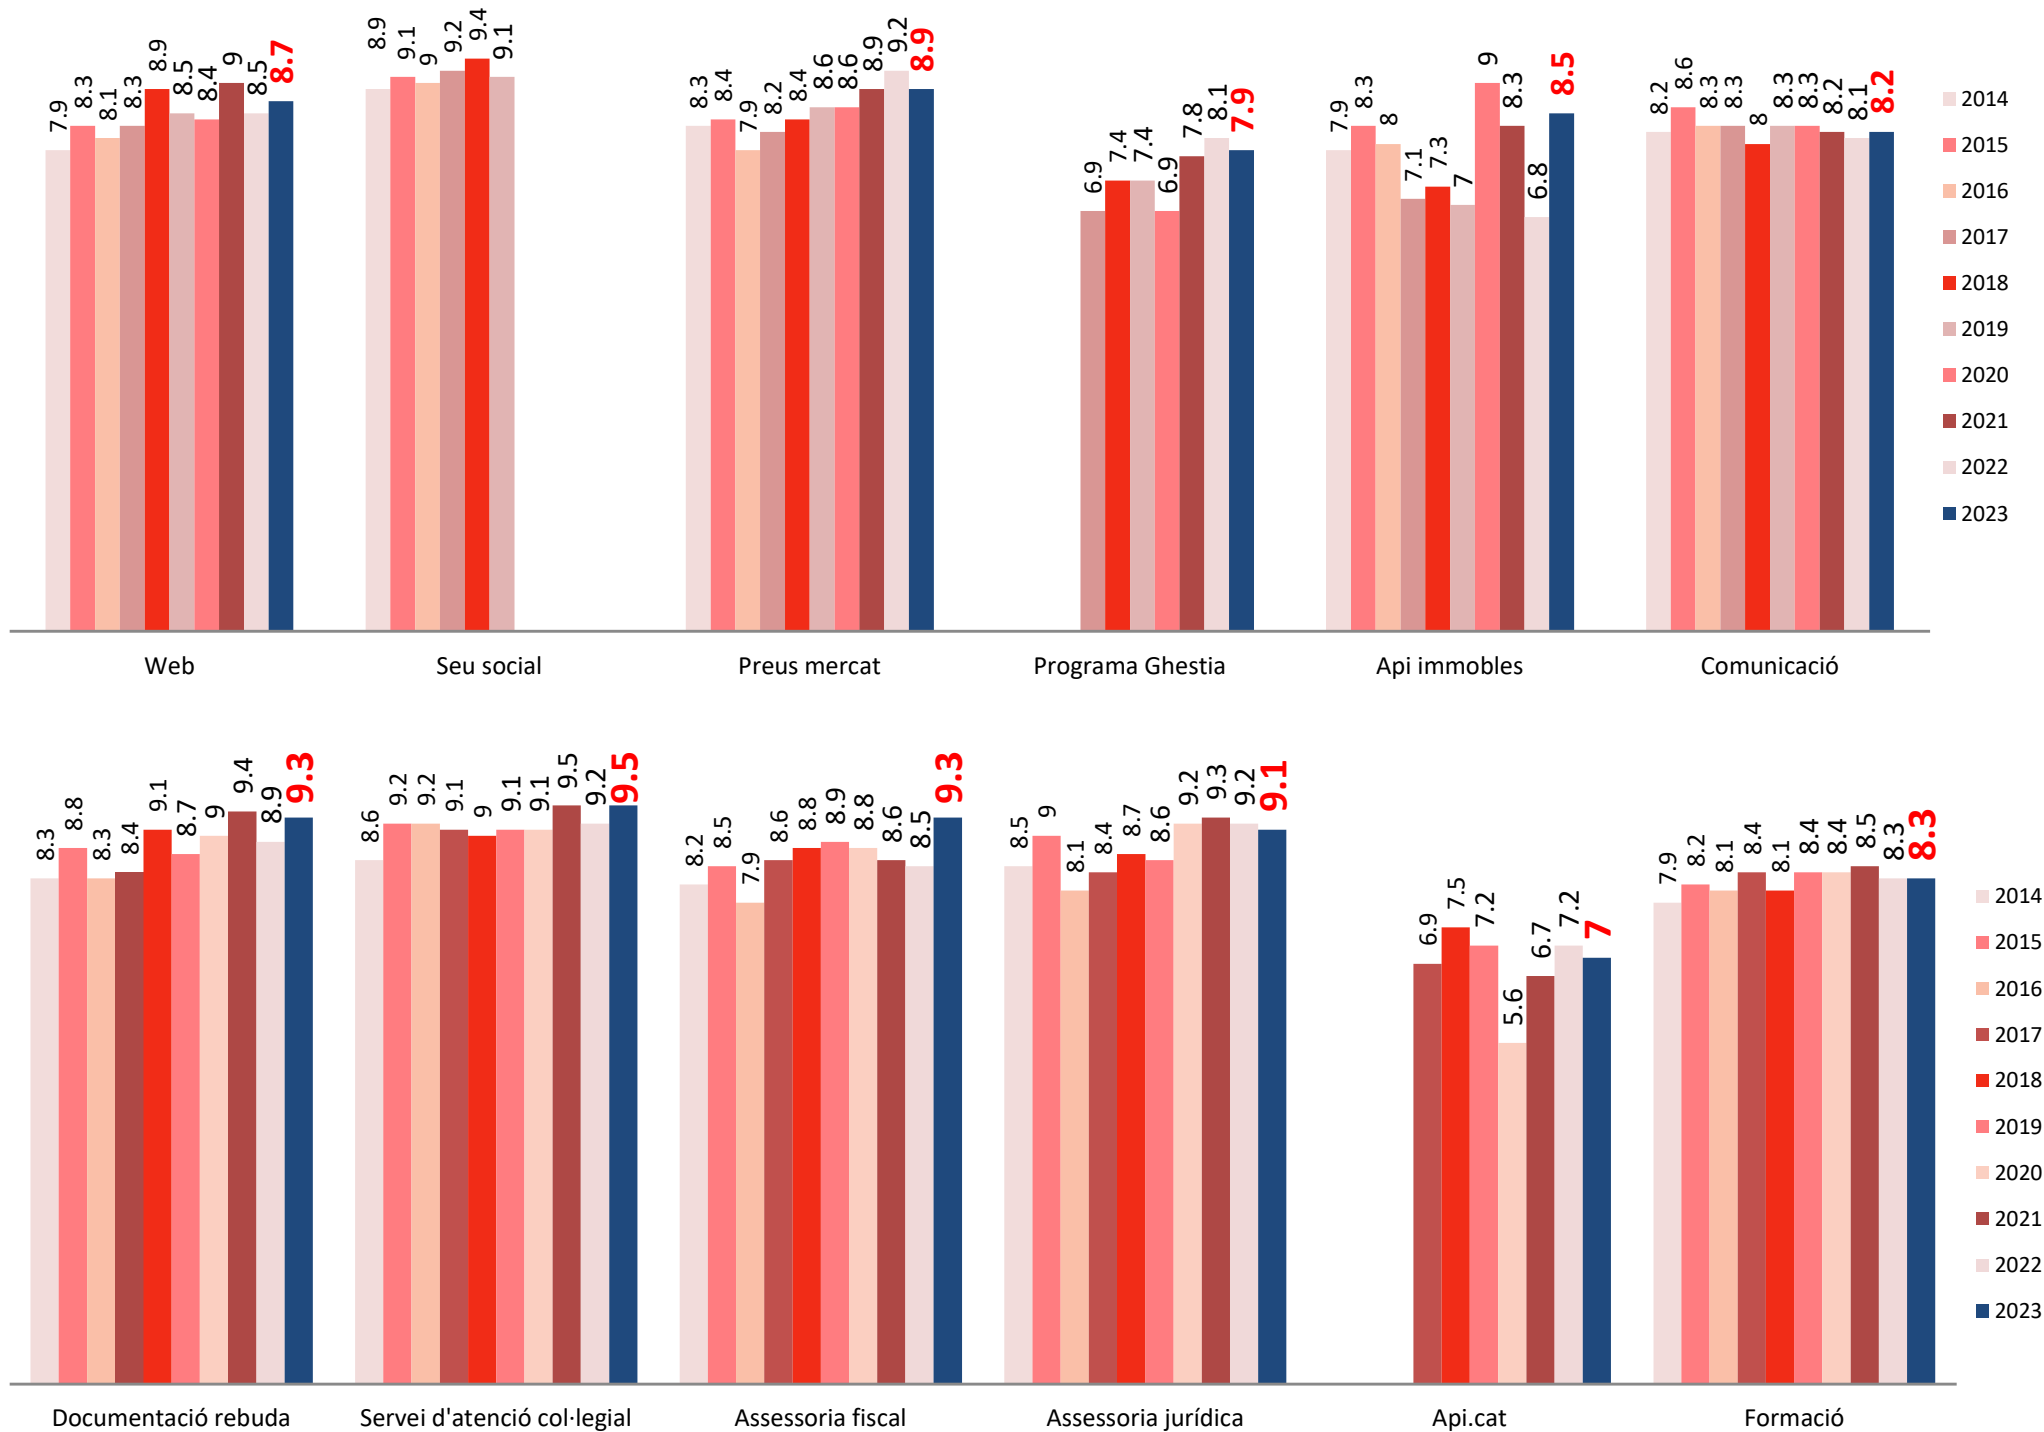 7.9 8.3 8.1 8.3 8.9 8.5 8.4 9 8.5 8.7
8.9 9.1 9 9.2 9.4 9.1
8.3 8.4 7.9 8.2 8.4 8.6 8.6 8.9 9.2 8.9
6.9 7.4 7.4 6.9 7.8 8.1 7.9
7.9 8.3 8 7.1 7.3 7 9 8.3 6.8 8.5
8.2 8.6 8.3 8.3 8 8.3 8.3 8.2 8.1 8.2
2014
2015
2016
2017
2018
2019
2020
2021
2022
2023
Web Seu social Preus mercat Programa Ghestia Api immobles Comunicació
8.3 8.8 8.3 8.4 9.1 8.7 9 9.4 8.9 9.3
8.6 9.2 9.2 9.1 9 9.1 9.1 9.5 9.2 9.5
8.2 8.5 7.9 8.6 8.8 8.9 8.8 8.6 8.5 9.3
8.5 9 8.1 8.4 8.7 8.6 9.2 9.3 9.2 9.1
6.9 7.5 7.2 5.6 6.7 7.2 7
7.9 8.2 8.1 8.4 8.1 8.4 8.4 8.5 8.3 8.3
2014
2015
2016
2017
2018
2019
2020
2021
2022
2023
Documentació rebuda Servei d'atenció col·legial Assessoria fiscal Assessoria jurídica Api.cat Formació